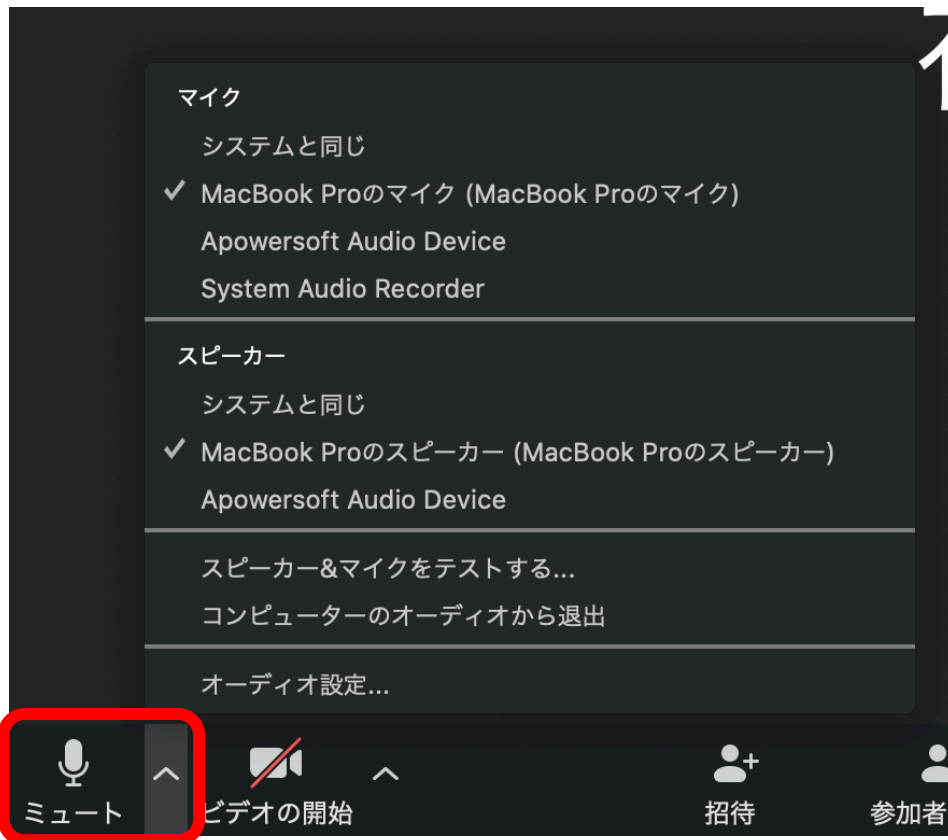 マイク
システムと同じ
MacBook Proのマイク (MacBook Proのマイク)
Apowersoft Audio Device
System Audio Recorder
スピーカー
システムと同じ
MacBook Proのスピーカー (MacBook Proのスピーカー)
Apowersoft Audio Device
スピーカー&マイクをテストする...
コンピューターのオーディオから退出
オーディオ設定...
ミュート ビデオの開始 招待 参加者